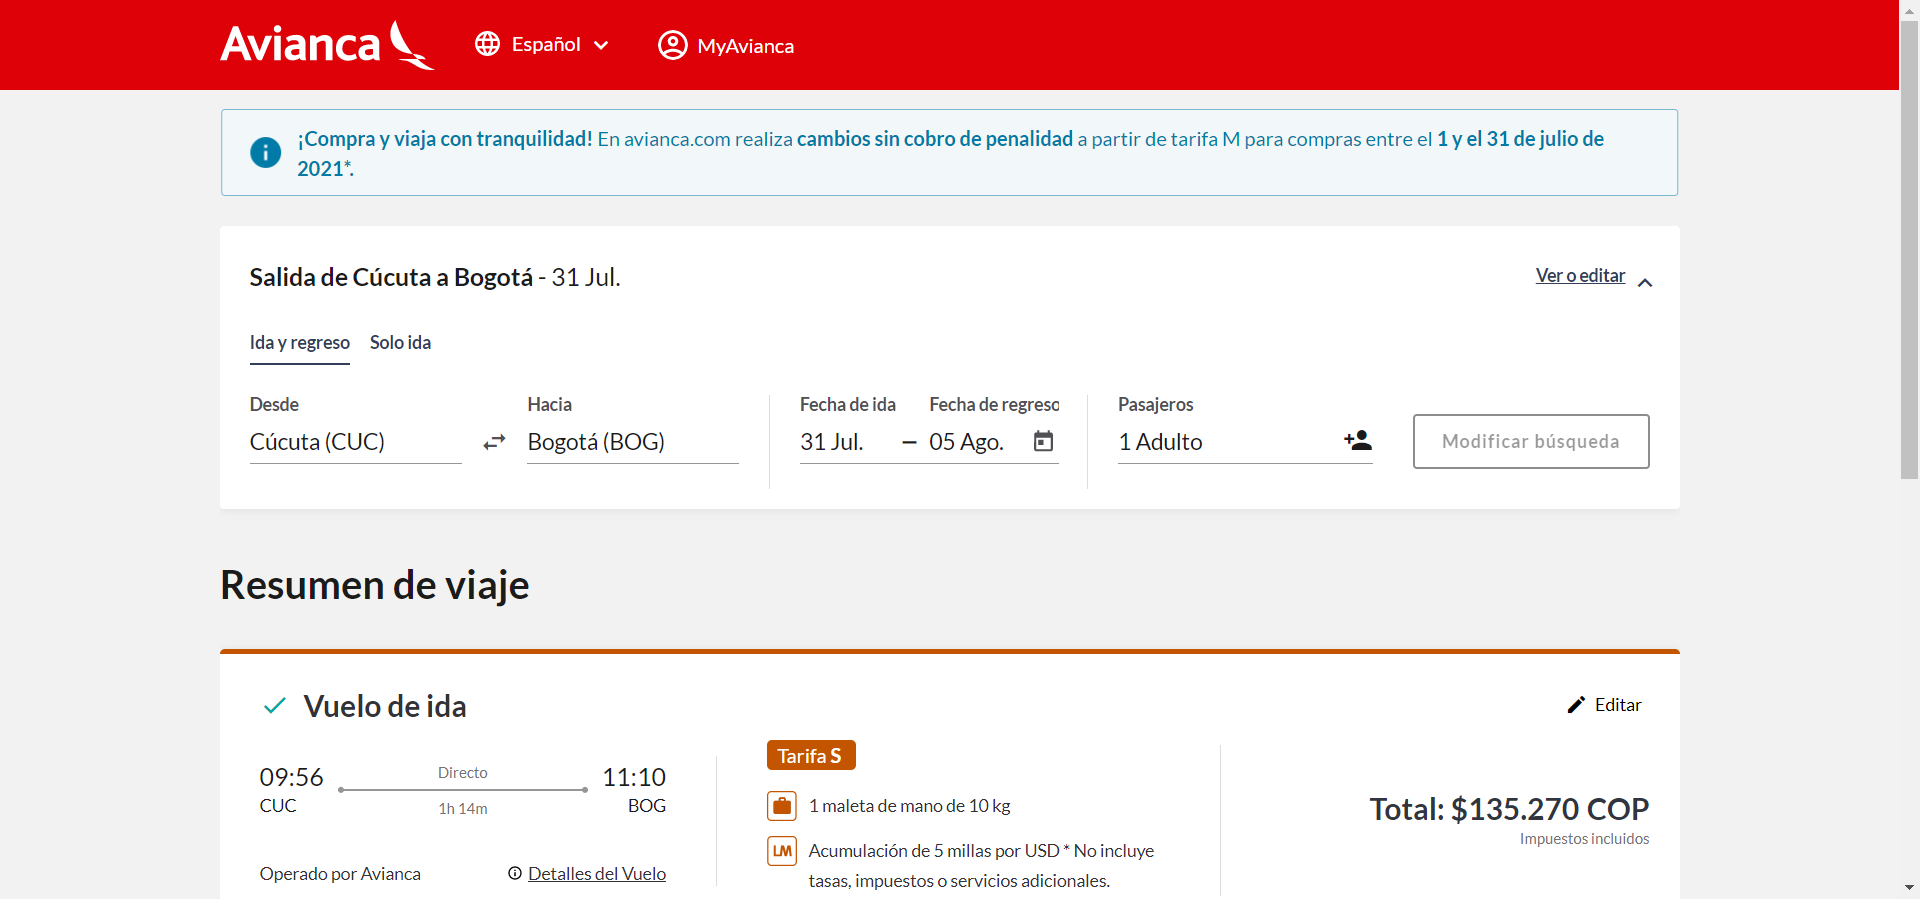 Avianca
Español
MyAvianca
¡Compra y viaja con tranquilidad! En avianca.com realiza cambios sin cobro de penalidad a partir de tarifa M para compras entre el 1 y el 31 de julio de
2021*.
Salida de Cúcuta a Bogotá - 31 Jul.
Ver o editar
Ida y regreso
Solo ida
Desde
Hacia
Fecha de ida
Fecha de regreso
Pasajeros
Cúcuta (CUC)
Bogotá (BOG)
31 Jul.
05 Ago.
1 Adulto
Modificar búsqueda
Resumen de viaje
Vuelo de ida
Editar
09:56
Directo
11:10
CUC
1h 14m
BOG
Operado por Avianca
Detalles del Vuelo
Tarifa S
1 maleta de mano de 10 kg
LM
Acumulación de 5 millas por USD * No incluye
tasas, impuestos o servicios adicionales.
Total: $135.270 COP
Impuestos incluidos